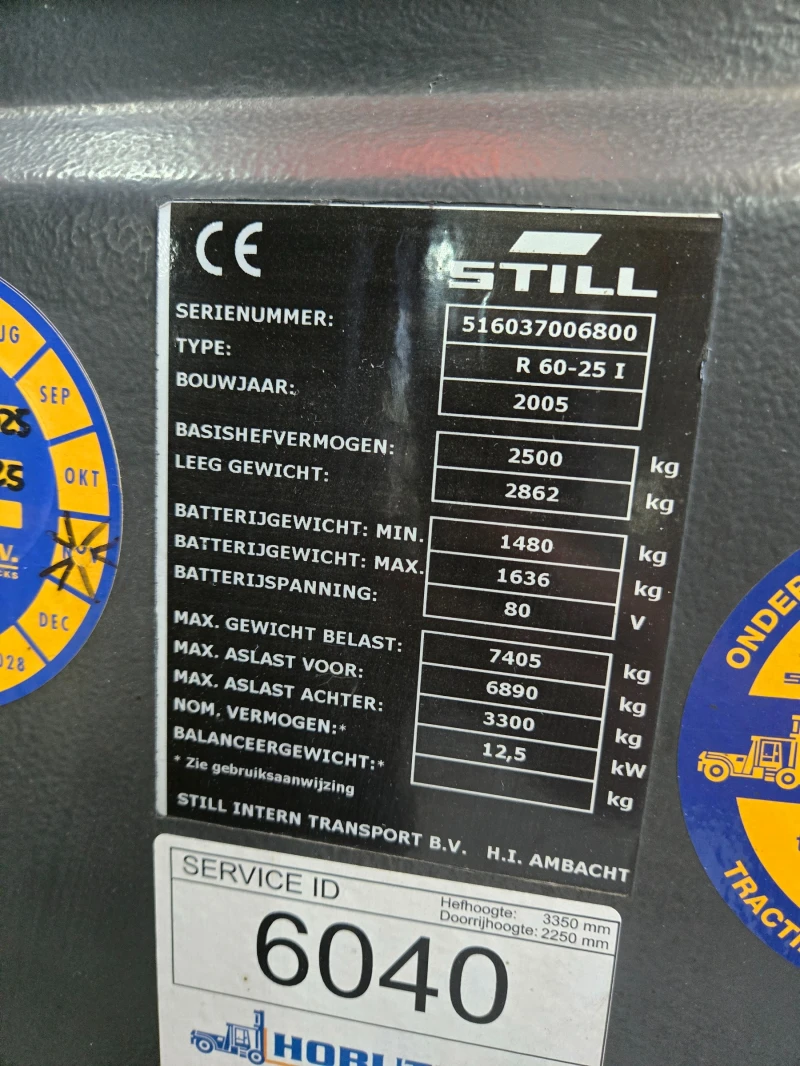 CE
STILL
SERIENUMMER: 516037006800
TYPE: R 60-25 I
BOUWJAAR: 2005
BASISHEFVERMOGEN: 2500 kg
LEEG GEWICHT: 2862 kg
BATTERIJGEWICHT: MIN. 1480 kg
BATTERIJGEWICHT: MAX. 1636 kg
BATTERIJSPANNING: 80 V
MAX. GEWICHT BELAST: 7405 kg
MAX. ASLAST VOOR: 6890 kg
MAX. ASLAST ACHTER: 3300 kg
NOM. VERMOGEN:* 12,5 kW
BALANCEERGEWICHT:* kg
* Zie gebruiksaanwijzing
STILL INTERN TRANSPORT B.V. H.I. AMBACHT
SERVICE ID
Hefhoogte: 3350 mm
Doorrijhoogte: 2250 mm
6040
SEP
OKT
NOV
DEC